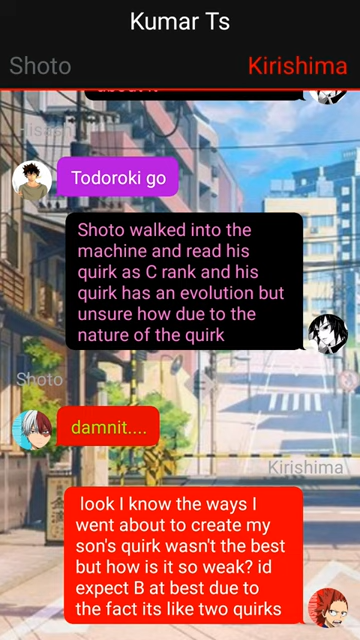 Kumar Ts
Shoto
Kirishima
about it
Todoroki go
Shoto walked into the
machine and read his
quirk as C rank and his
quirk has an evolution but
unsure how due to the
nature of the quirk
Shoto
damnit....
Kirishima
look I know the ways I
went about to create my
son's quirk wasn't the best
but how is it so weak? id
expect B at best due to
the fact its like two quirks